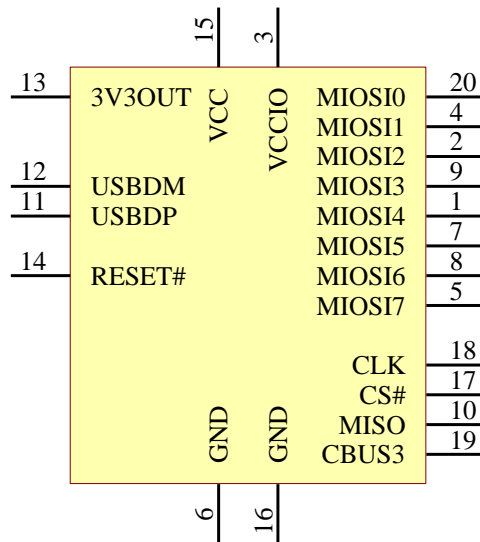 15 3
13 3V3OUT VCC VCCIO MIOSI0 20
MIOSI1 4
MIOSI2 2
12 USBDM MIOSI3 9
11 USBDP MIOSI4 1
MIOSI5 7
14 RESET# MIOSI6 8
MIOSI7 5
CLK 18
CS# 17
GND GND MISO 10
CBUS3 19
6 16